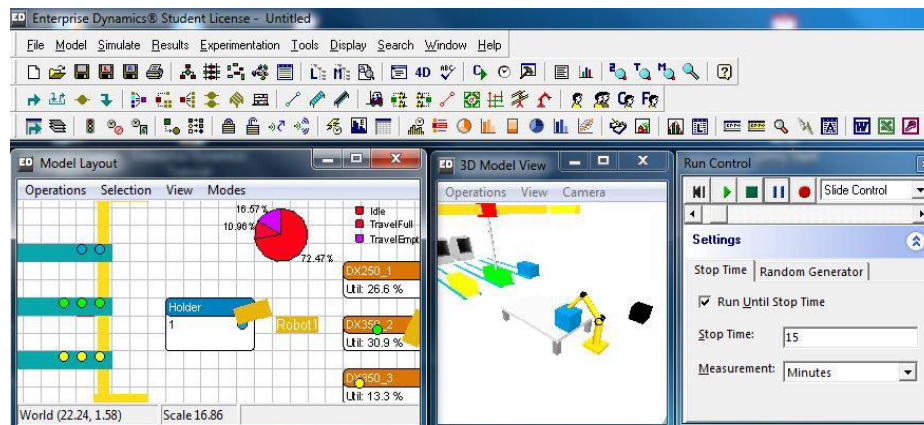 Enterprise Dynamics® Student License - Untitled
File Model Simulate Results Experimentation Tools Display Search Window Help
4D
ED Model Layout
Operations Selection View Modes
16.57%
10.96%
72.47%
Idle
TravelFull
TravelEmpt
DX250_1
Util: 26.6 %
Holder
1
Robot1
DX350_2
Util: 30.9 %
DX350_3
Util: 13.3 %
World (22.24, 1.58) Scale 16.86
ED 3D Model View
Operations View Camera
Run Control
Slide Control
Settings
Stop Time Random Generator
Run Until Stop Time
Stop Time: 15
Measurement: Minutes